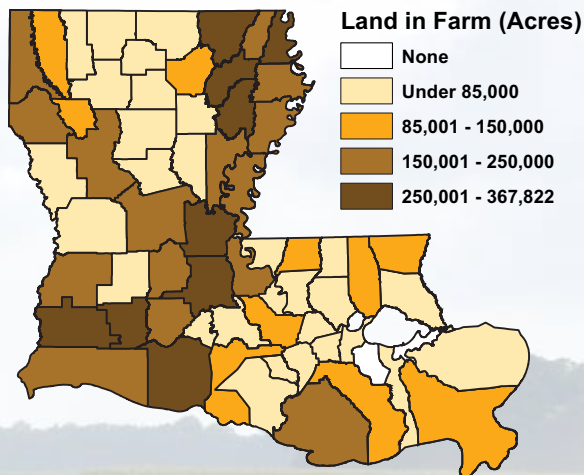 Land in Farm (Acres)
None
Under 85,000
85,001 - 150,000
150,001 - 250,000
250,001 - 367,822